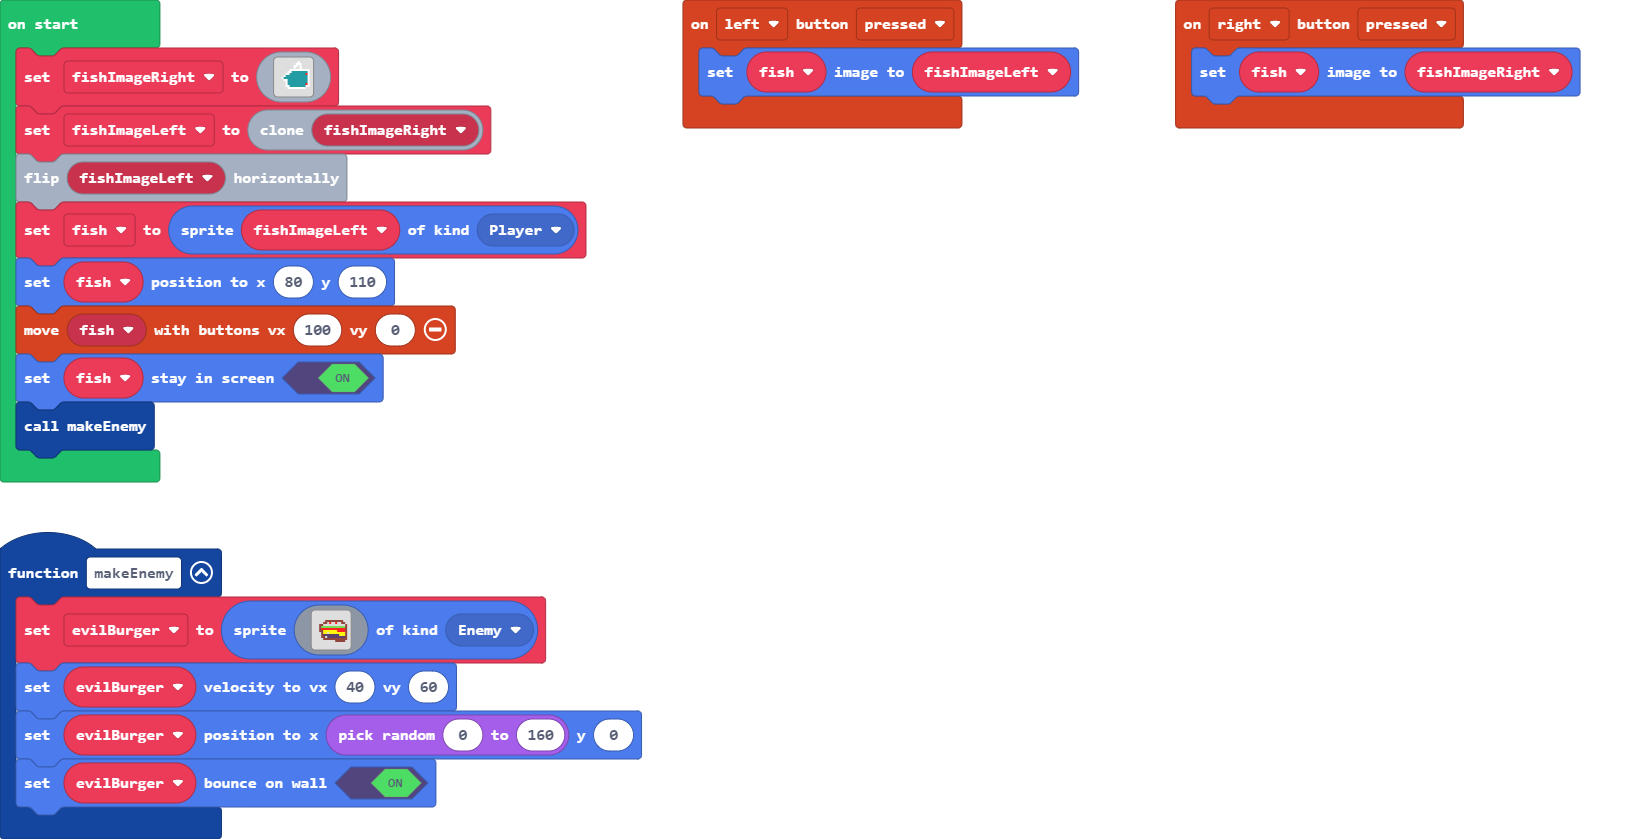 on start
set fishImageRight to
set fishImageLeft to clone fishImageRight
flip fishImageLeft horizontally
set fish to sprite fishImageLeft of kind Player
set fish position to x 80 y 110
move fish with buttons vx 100 vy 0
set fish stay in screen ON
call makeEnemy
on left button pressed
set fish image to fishImageLeft
on right button pressed
set fish image to fishImageRight
function makeEnemy
set evilBurger to sprite of kind Enemy
set evilBurger velocity to vx 40 vy 60
set evilBurger position to x pick random 0 to 160 y 0
set evilBurger bounce on wall ON